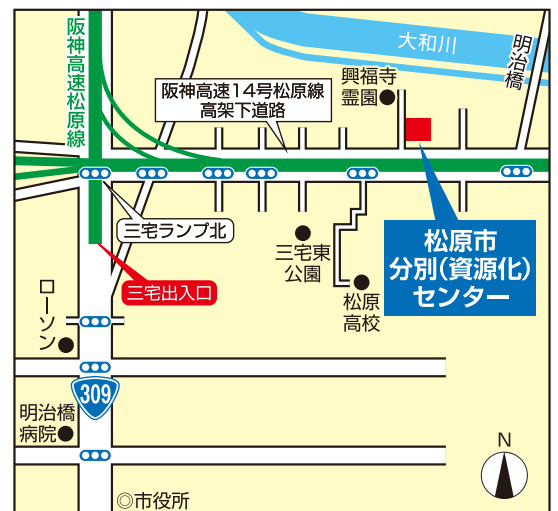 阪神高速松原線
大和川
明治橋
興福寺
霊園
阪神高速14号松原線
高架下道路
三宅ランプ北
三宅東
公園
松原市
分別(資源化)
センター
三宅出入口
松原
高校
ローソン
309
明治橋
病院
N
◎市役所